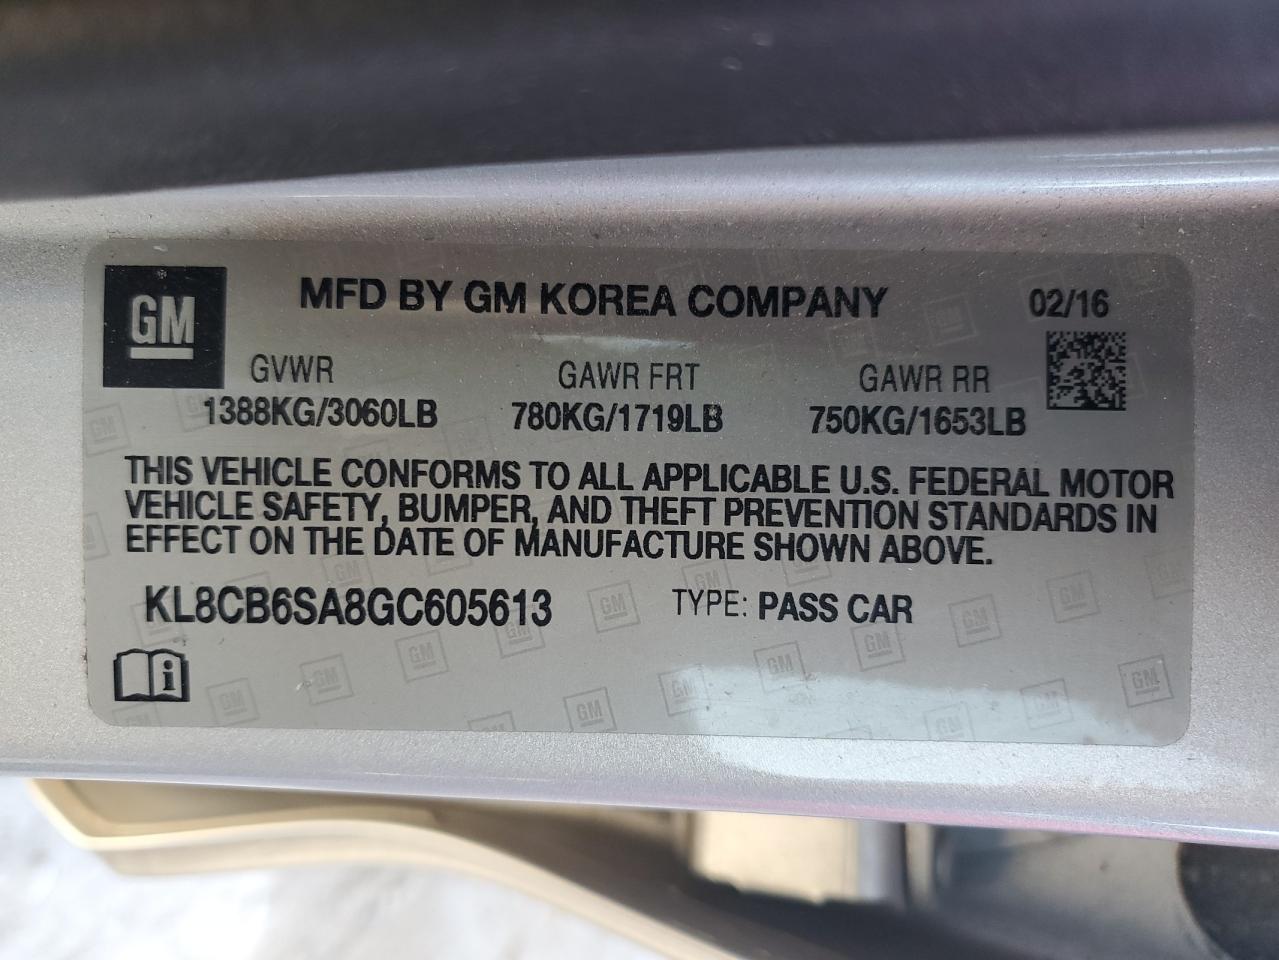 GM
MFD BY GM KOREA COMPANY 02/16
GVWR GAWR FRT GAWR RR
1388KG/3060LB 780KG/1719LB 750KG/1653LB
THIS VEHICLE CONFORMS TO ALL APPLICABLE U.S. FEDERAL MOTOR
VEHICLE SAFETY, BUMPER, AND THEFT PREVENTION STANDARDS IN
EFFECT ON THE DATE OF MANUFACTURE SHOWN ABOVE.
KL8CB6SA8GC605613 TYPE: PASS CAR